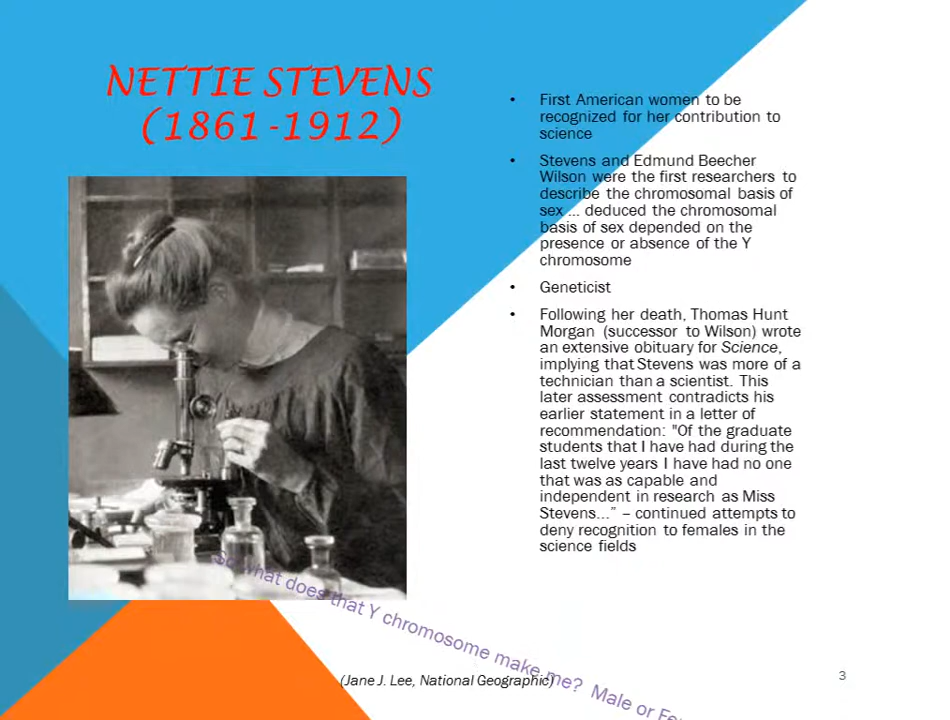 NETTIE STEVENS
(1861-1912)
• First American women to be
recognized for her contribution to
science
• Stevens and Edmund Beecher
Wilson were the first researchers to
describe the chromosomal basis of
sex ... deduced the chromosomal
basis of sex depended on the
presence or absence of the Y
chromosome
• Geneticist
• Following her death, Thomas Hunt
Morgan (successor to Wilson) wrote
an extensive obituary for Science,
implying that Stevens was more of a
technician than a scientist. This
later assessment contradicts his
earlier statement in a letter of
recommendation: "Of the graduate
students that I have had during the
last twelve years I have had no one
that was as capable and
independent in research as Miss
Stevens..." – continued attempts to
deny recognition to females in the
science fields
So what does that Y chromosome make me? Male or
(Jane J. Lee, National Geographic)
3